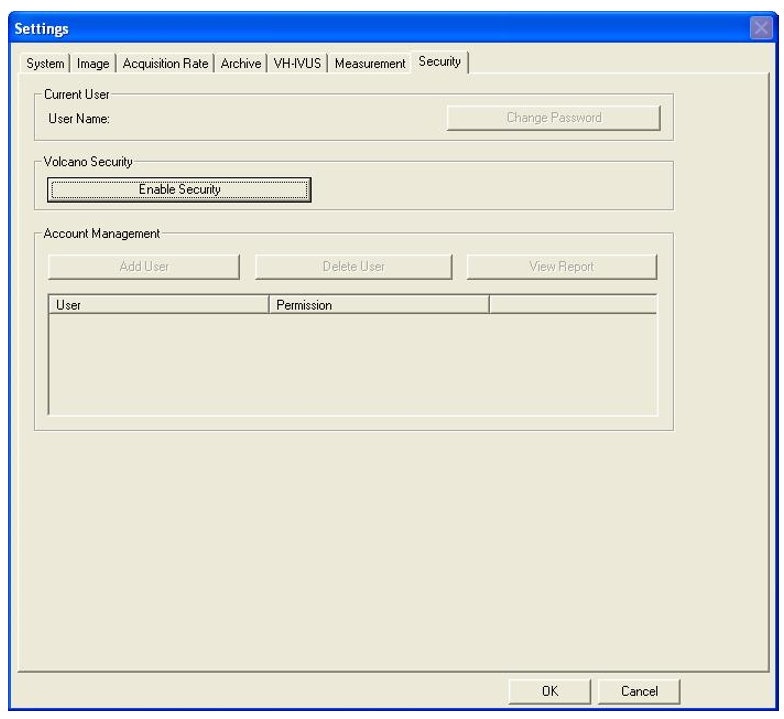 Settings
System Image Acquisition Rate Archive VH-IVUS Measurement Security
Current User
User Name: Change Password
Volcano Security
Enable Security
Account Management
Add User Delete User View Report
User Permission
OK Cancel